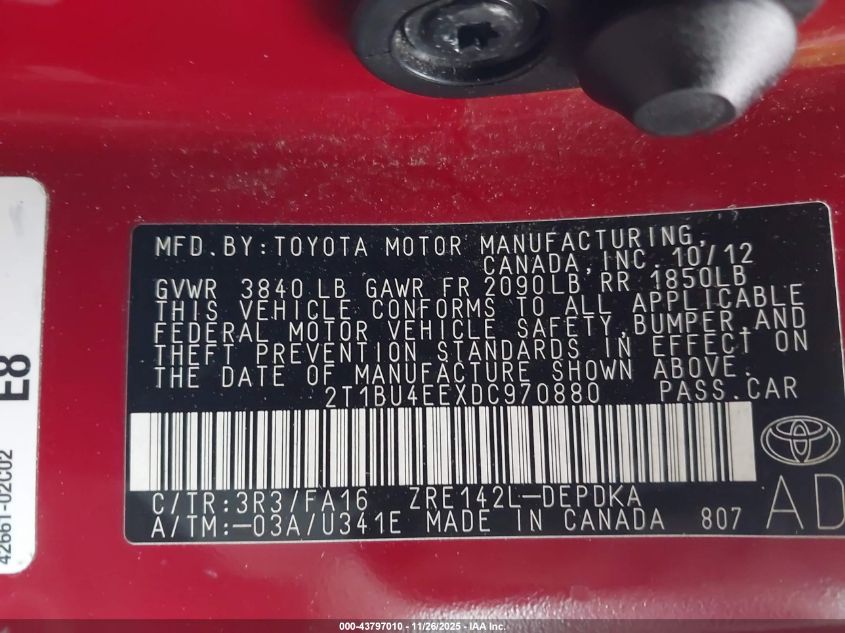 MFD.BY:TOYOTA MOTOR MANUFACTURING,
CANADA,INC. 10/12
GVWR 3840 LB GAWR FR 2090LB RR 1850LB
THIS VEHICLE CONFORMS TO ALL APPLICABLE
FEDERAL MOTOR VEHICLE SAFETY,BUMPER,AND
THEFT PREVENTION STANDARDS IN EFFECT ON
THE DATE OF MANUFACTURE SHOWN ABOVE.
2T1BU4EEXDC970880 PASS.CAR
C/TR:3R3/FA16 ZRE142L-DEPDKA
A/TM:-03A/U341E MADE IN CANADA 807
AD
E8
42661-02C02
000-43797010 - 11/26/2025 - IAA Inc.